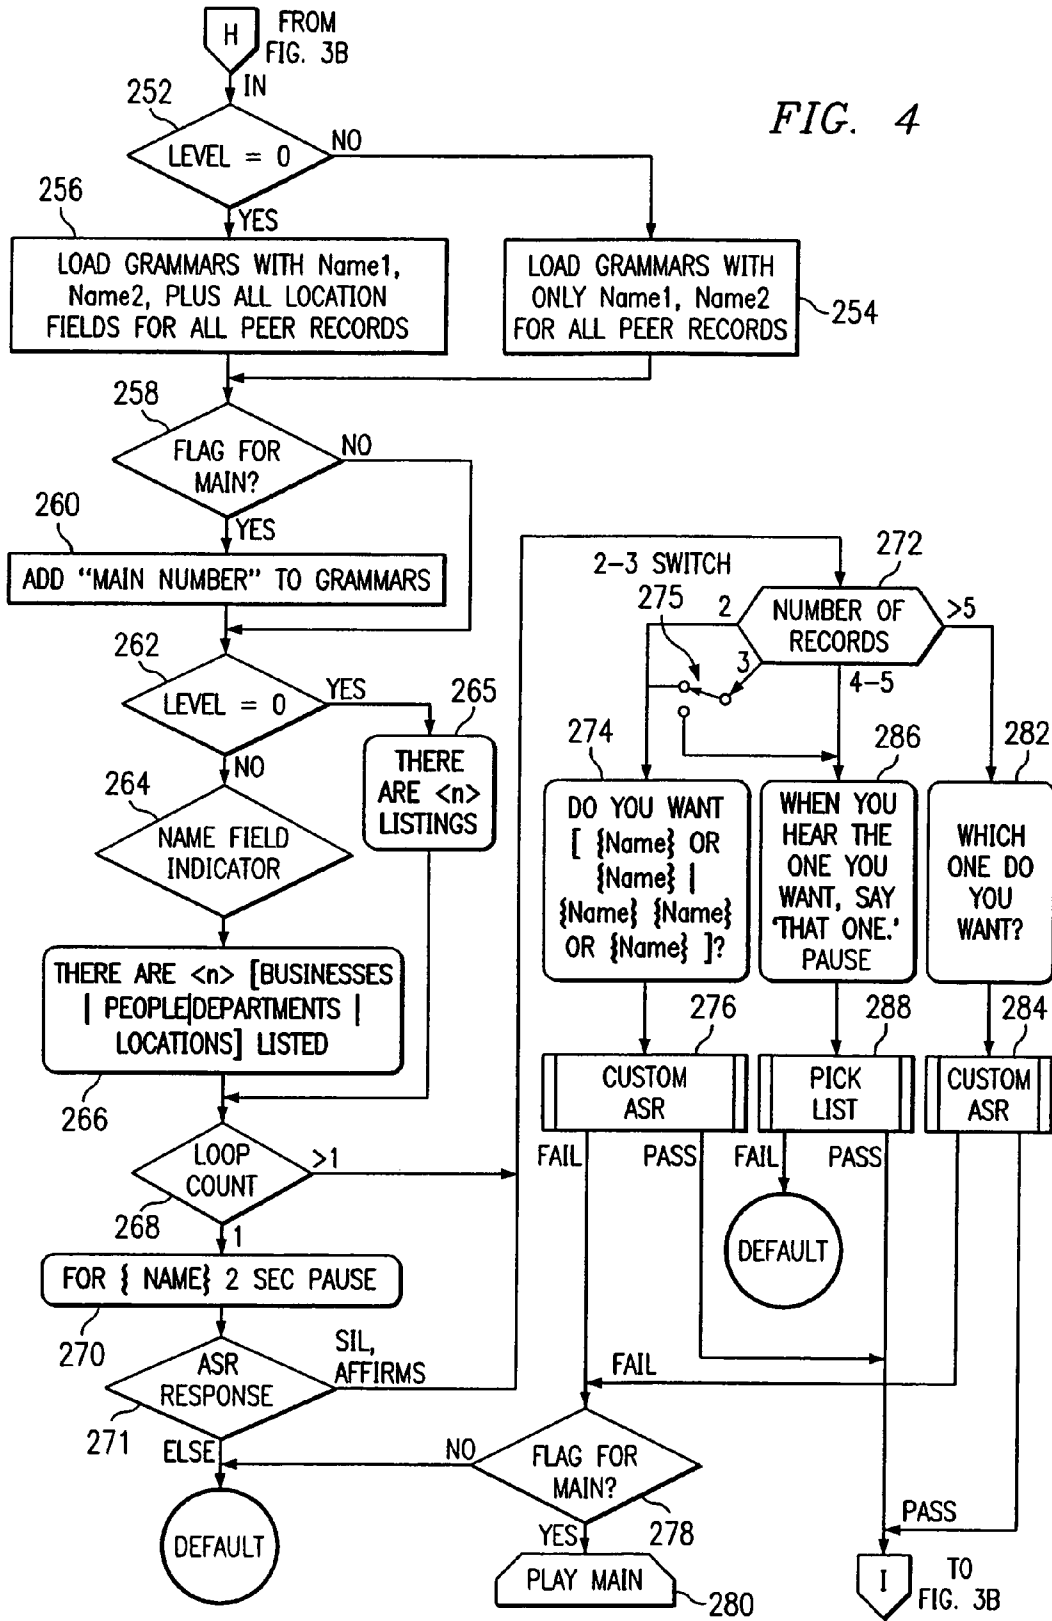 H
FROM
FIG. 3B
IN
FIG. 4
252
LEVEL = 0
NO
YES
256
LOAD GRAMMARS WITH Name1,
Name2, PLUS ALL LOCATION
FIELDS FOR ALL PEER RECORDS
LOAD GRAMMARS WITH
ONLY Name1, Name2
FOR ALL PEER RECORDS
254
258
FLAG FOR
MAIN?
NO
YES
260
ADD “MAIN NUMBER” TO GRAMMARS
262
LEVEL = 0
YES
NO
265
THERE
ARE <n>
LISTINGS
264
NAME FIELD
INDICATOR
THERE ARE <n> [BUSINESSES
| PEOPLE|DEPARTMENTS |
LOCATIONS] LISTED
266
LOOP
COUNT
>1
268
1
FOR { NAME} 2 SEC PAUSE
270
ASR
RESPONSE
SIL,
AFFIRMS
271
ELSE
DEFAULT
2-3 SWITCH
275
272
NUMBER OF
RECORDS
2
3
4-5
>5
274
DO YOU WANT
[ {Name} OR
{Name} |
{Name} {Name}
OR {Name} ]?
286
WHEN YOU
HEAR THE
ONE YOU
WANT, SAY
'THAT ONE.'
PAUSE
282
WHICH
ONE DO
YOU
WANT?
276
CUSTOM
ASR
288
PICK
LIST
284
CUSTOM
ASR
FAIL
PASS
FAIL
PASS
DEFAULT
FAIL
NO
FLAG FOR
MAIN?
278
YES
PLAY MAIN
280
PASS
I
TO
FIG. 3B